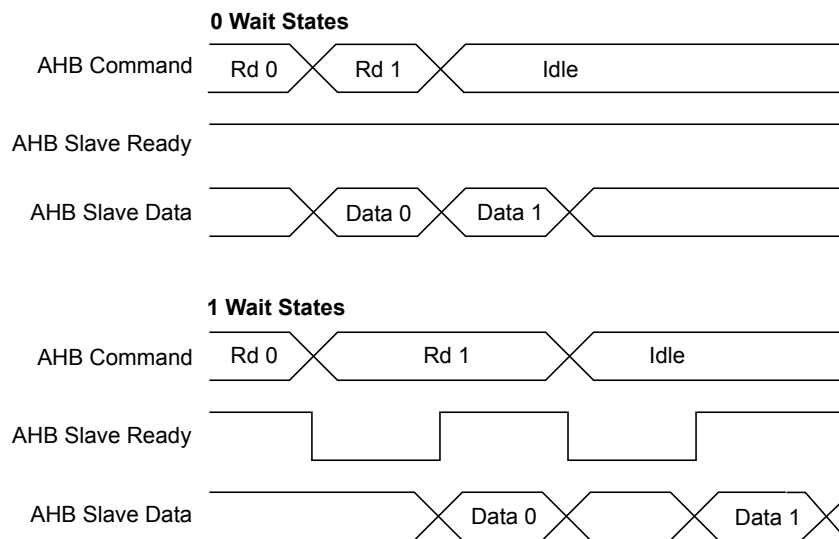 0 Wait States
AHB Command Rd 0 Rd 1 Idle
AHB Slave Ready
AHB Slave Data Data 0 Data 1
1 Wait States
AHB Command Rd 0 Rd 1 Idle
AHB Slave Ready
AHB Slave Data Data 0 Data 1